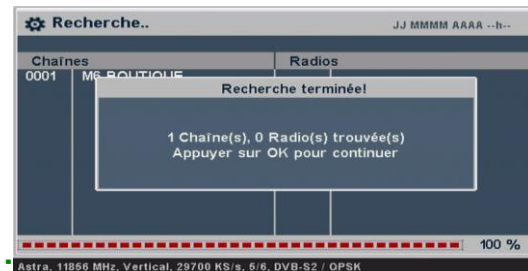 Recherche.. JJ MMMM AAAA --h--
Chaînes Radios
0001 M6 BOUTIQUE
Recherche terminée!
1 Chaîne(s), 0 Radio(s) trouvée(s)
Appuyer sur OK pour continuer
100 %
Astra, 11856 MHz, Vertical, 29700 KS/s, 5/6, DVB-S2 / QPSK